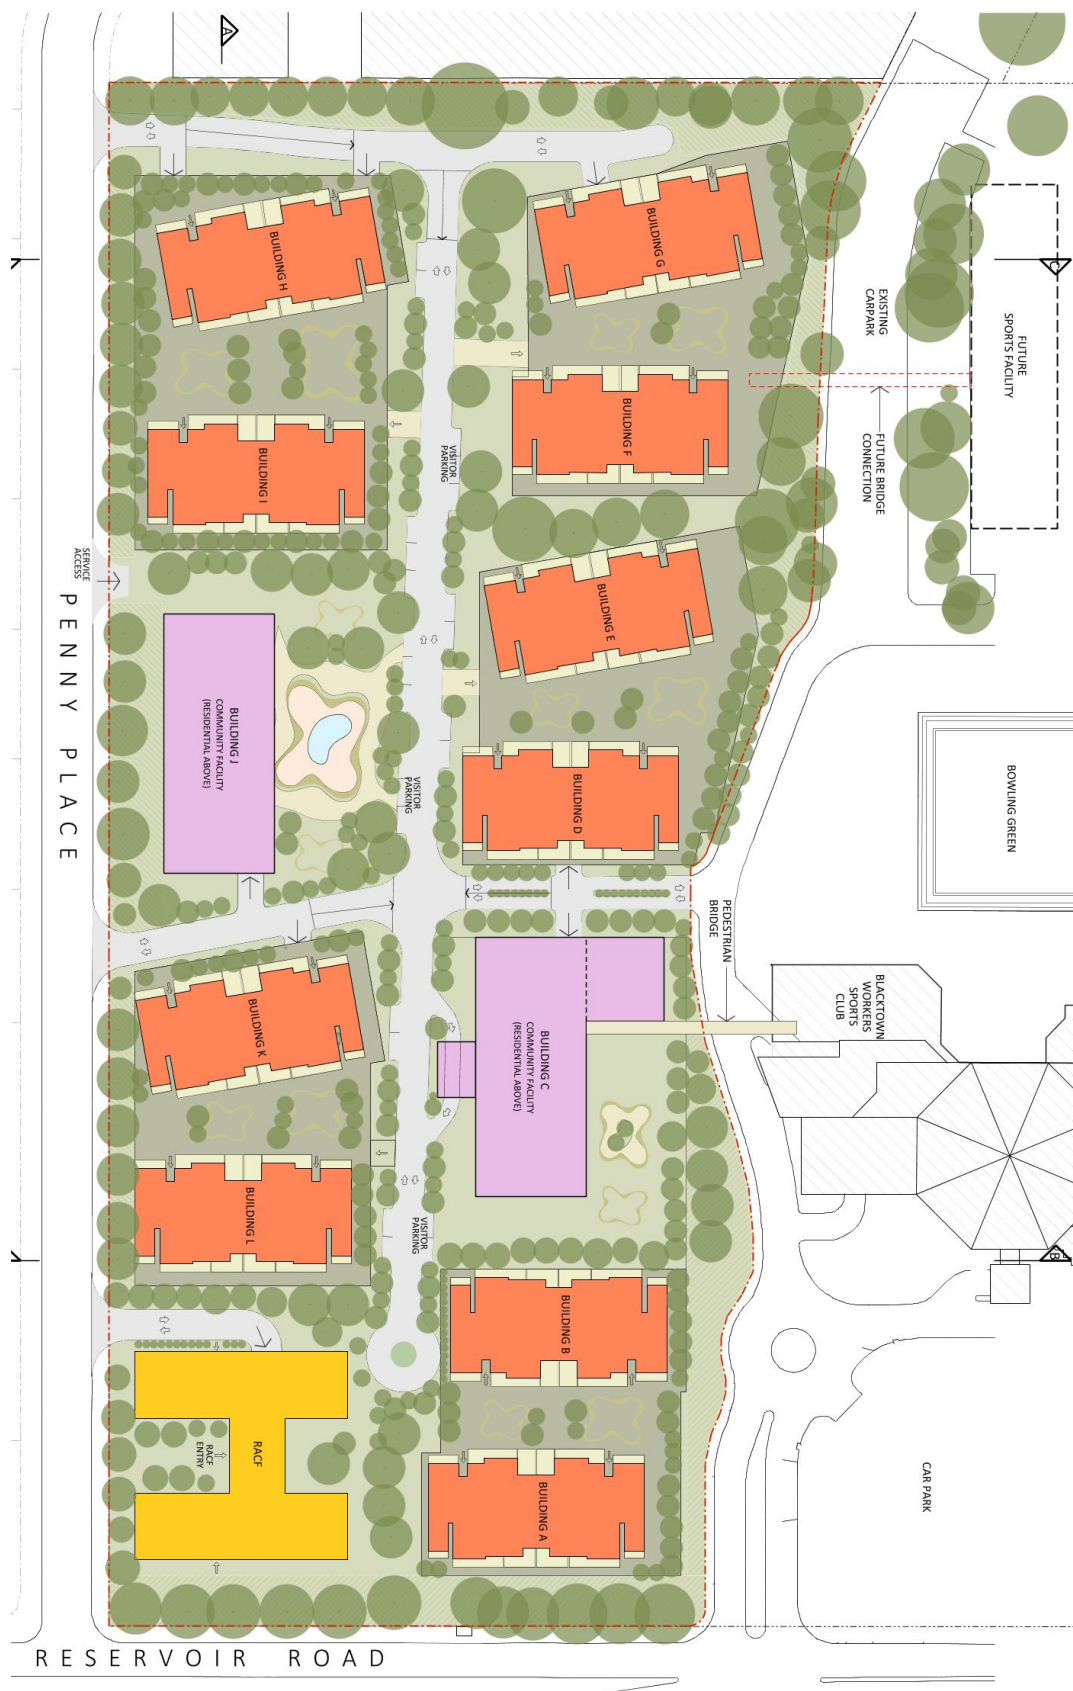 A
BUILDING H
BUILDING G
EXISTING
CARPARK
C
FUTURE
SPORTS FACILITY
BUILDING I
BUILDING F
VISITOR
PARKING
FUTURE BRIDGE
CONNECTION
SERVICE
ACCESS
BUILDING E
PENNY PLACE
BUILDING J
COMMUNITY FACILITY
(RESIDENTIAL ABOVE)
VISITOR
PARKING
BUILDING D
BOWLING GREEN
PEDESTRIAN
BRIDGE
BUILDING K
BUILDING C
COMMUNITY FACILITY
(RESIDENTIAL ABOVE)
BLACKTOWN
WORKERS
SPORTS
CLUB
BUILDING L
VISITOR
PARKING
B
BUILDING B
RACF
RACF
ENTRY
BUILDING A
CAR PARK
RESERVOIR ROAD